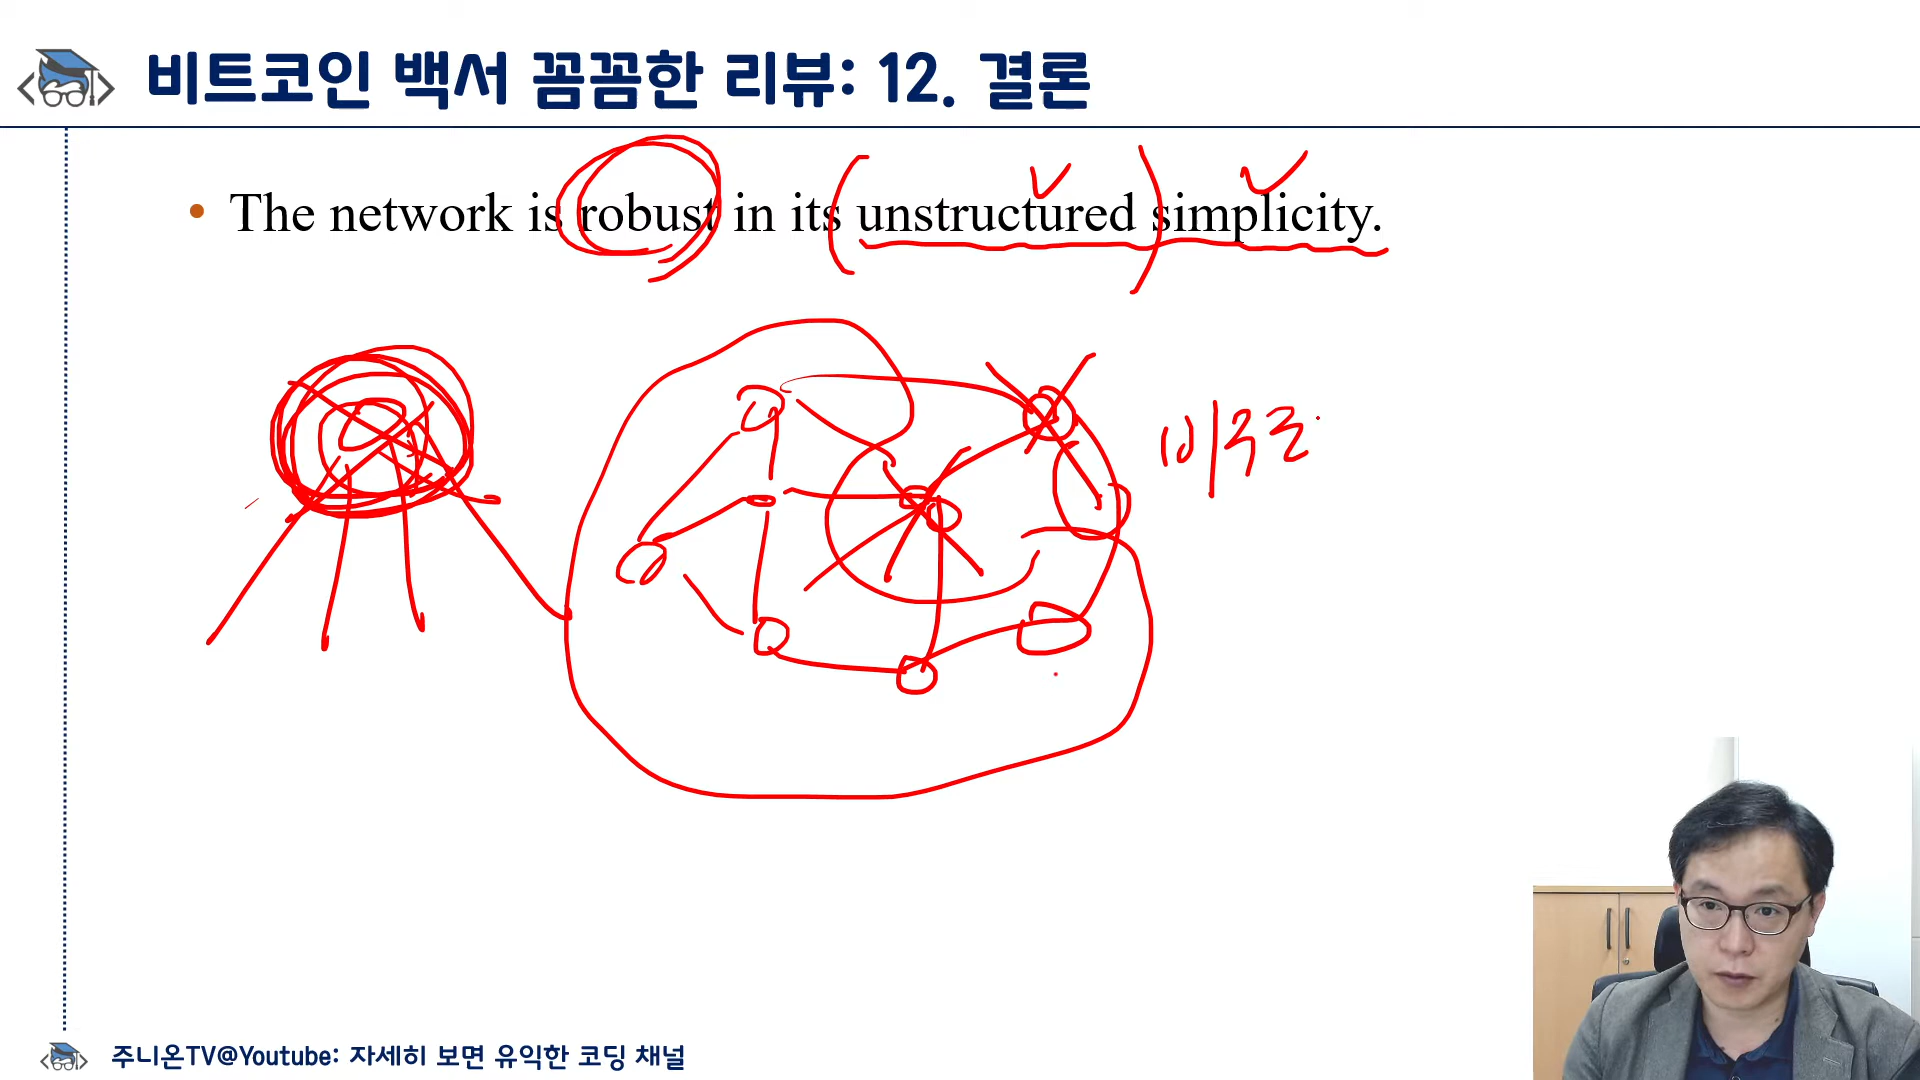 비트코인 백서 꼼꼼한 리뷰: 12. 결론
• The network is robust in its unstructured simplicity.
비구조
주니온TV@Youtube: 자세히 보면 유익한 코딩 채널